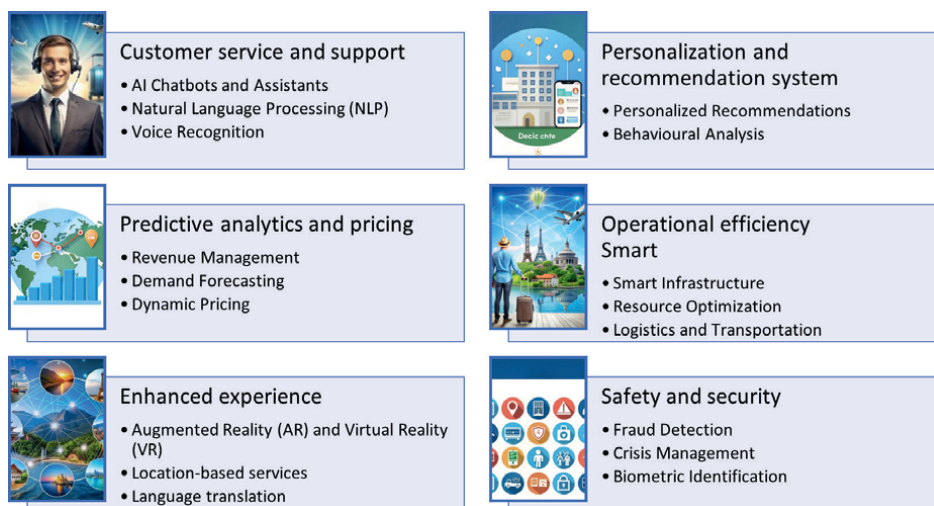 Customer service and support
• AI Chatbots and Assistants
• Natural Language Processing (NLP)
• Voice Recognition
Personalization and
recommendation system
• Personalized Recommendations
• Behavioural Analysis
Decic chte
Predictive analytics and pricing
• Revenue Management
• Demand Forecasting
• Dynamic Pricing
Operational efficiency
Smart
• Smart Infrastructure
• Resource Optimization
• Logistics and Transportation
Enhanced experience
• Augmented Reality (AR) and Virtual Reality
(VR)
• Location-based services
• Language translation
Safety and security
• Fraud Detection
• Crisis Management
• Biometric Identification